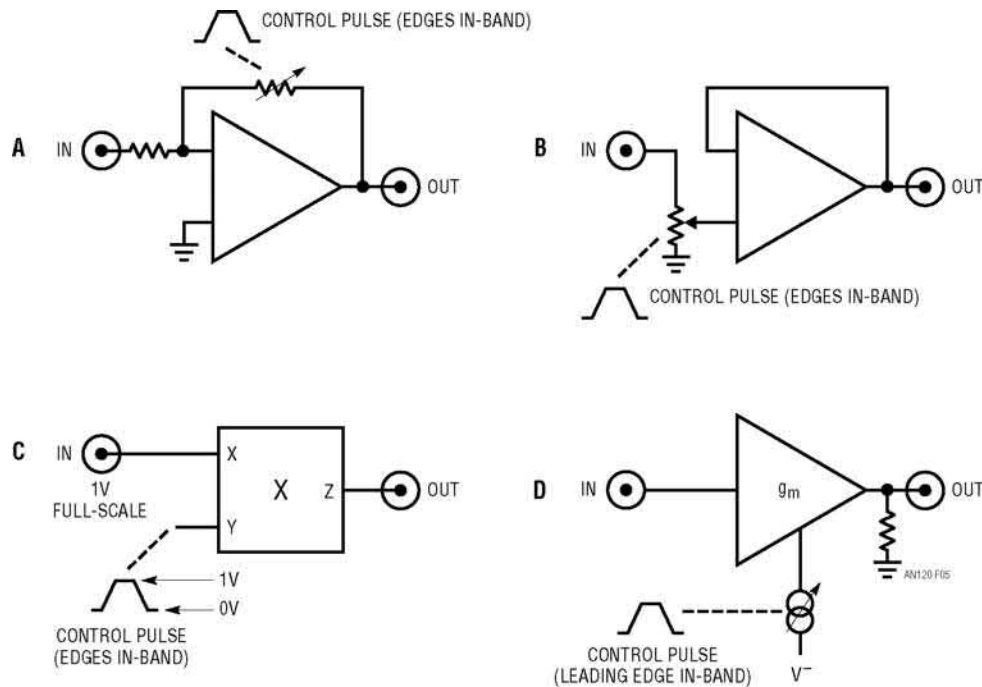 CONTROL PULSE (EDGES IN-BAND)
A
IN
OUT
B
IN
OUT
CONTROL PULSE (EDGES IN-BAND)
C
IN
1V
FULL-SCALE
X
Y
X
Z
OUT
1V
0V
CONTROL PULSE
(EDGES IN-BAND)
D
IN
gm
OUT
AN120 F05
CONTROL PULSE
(LEADING EDGE IN-BAND)
V−